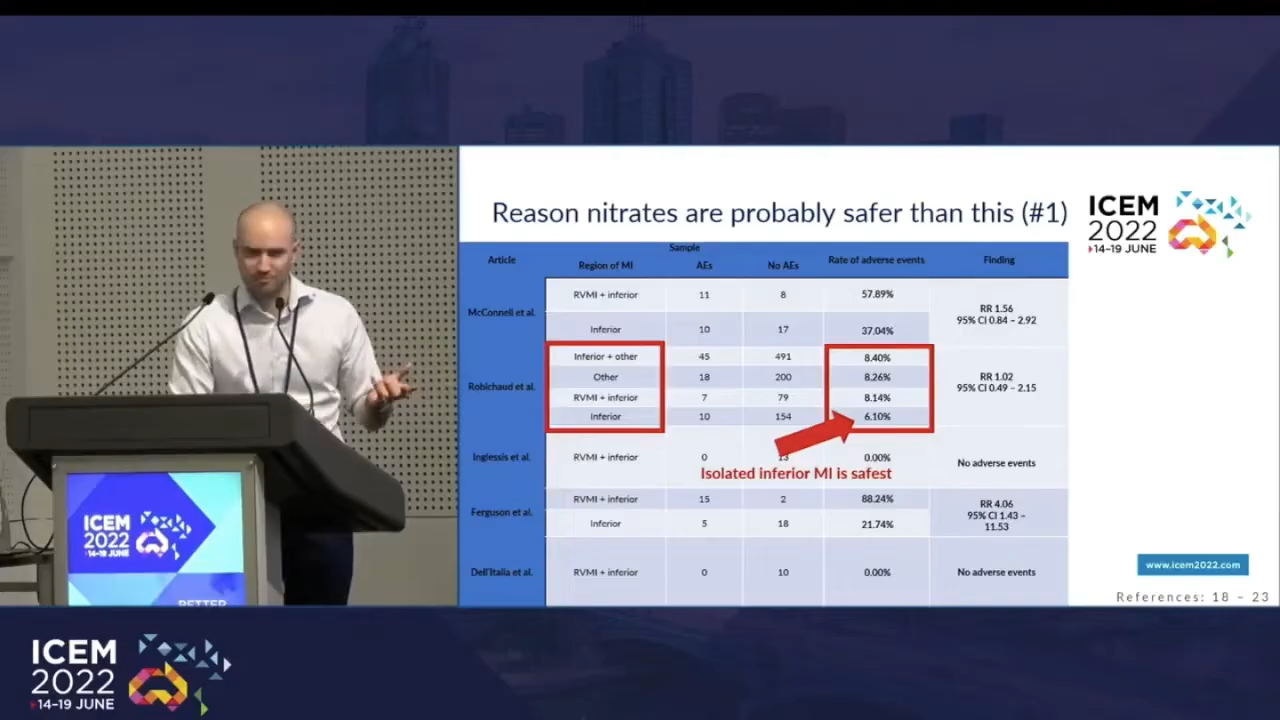 Reason nitrates are probably safer than this (#1)
ICEM
2022
14-19 JUNE
Sample
Article
Region of MI
AEs
No AEs
Rate of adverse events
Finding
McConnell et al.
RVMI + inferior
11
8
57.89%
RR 1.56
95% CI 0.84 – 2.92
Inferior
10
17
37.04%
Robichaud et al.
Inferior + other
45
491
8.40%
RR 1.02
95% CI 0.49 – 2.15
Other
18
200
8.26%
RVMI + inferior
7
79
8.14%
Inferior
10
154
6.10%
Inglessis et al.
RVMI + inferior
0
13
0.00%
No adverse events
Isolated inferior MI is safest
Ferguson et al.
RVMI + inferior
15
2
88.24%
RR 4.06
95% CI 1.43 –
11.53
Inferior
5
18
21.74%
Dell'Italia et al.
RVMI + inferior
0
10
0.00%
No adverse events
www.icem2022.com
References: 18 – 23
ICEM
2022
14-19 JUNE
BETTER
ICEM
2022
14-19 JUNE